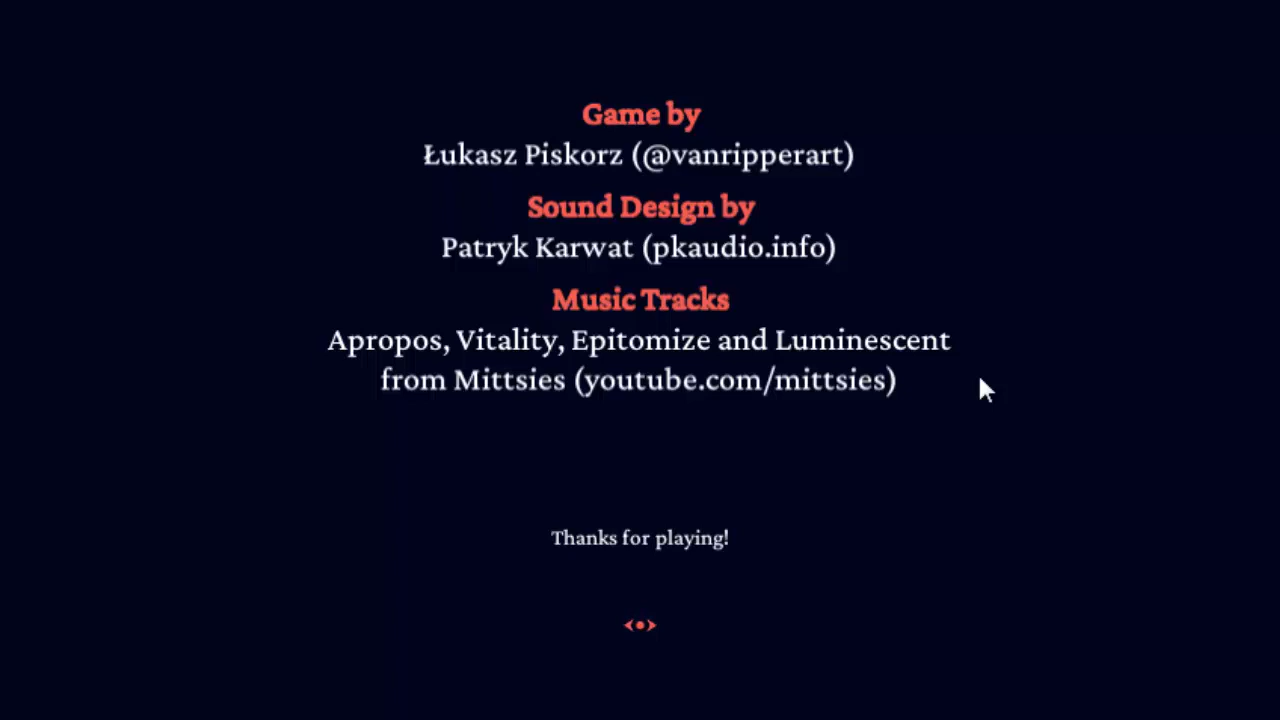 Game by
Łukasz Piskorz (@vanripperart)
Sound Design by
Patryk Karwat (pkaudio.info)
Music Tracks
Apropos, Vitality, Epitomize and Luminescent
from Mittsies (youtube.com/mittsies)
Thanks for playing!